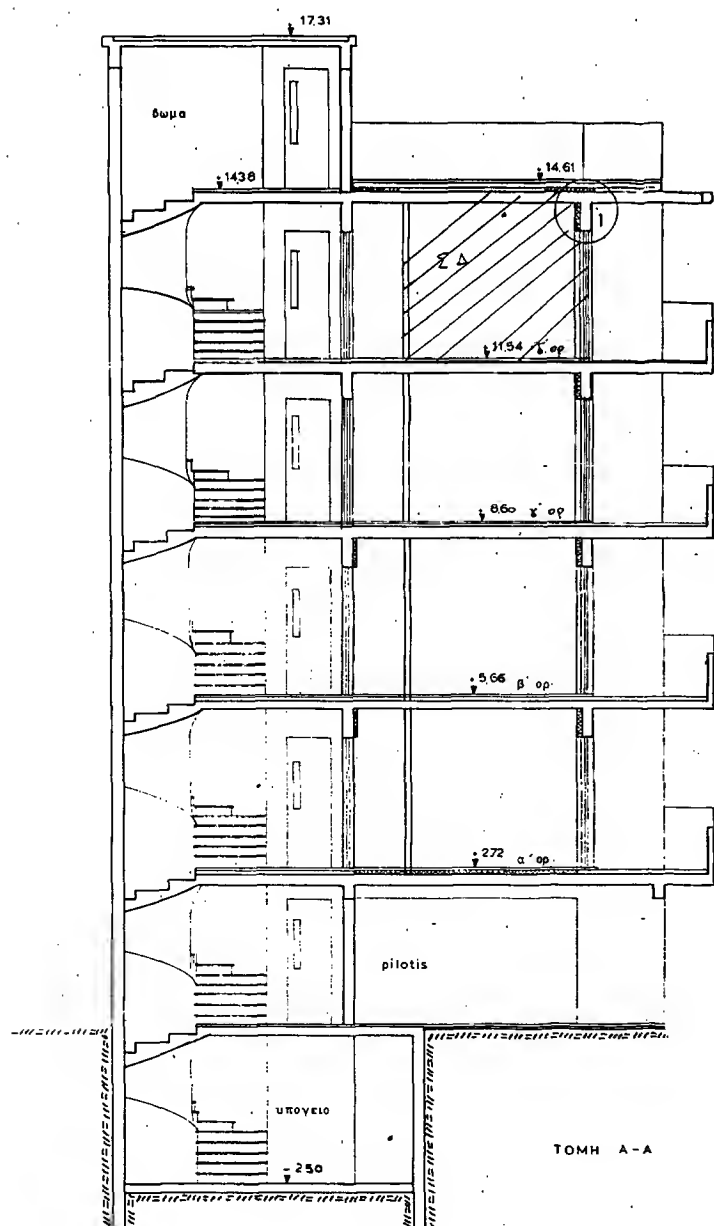 + 17.31
δωμα
+ 14.38
+ 14.61
1
Σ Δ
+ 11.54 δ' ορ
+ 8.60 γ' ορ
+ 5.66 β' ορ.
+ 2.72 α' ορ.
pilotis
υπογειο
- 2.50
ΤΟΜΗ Α-Α